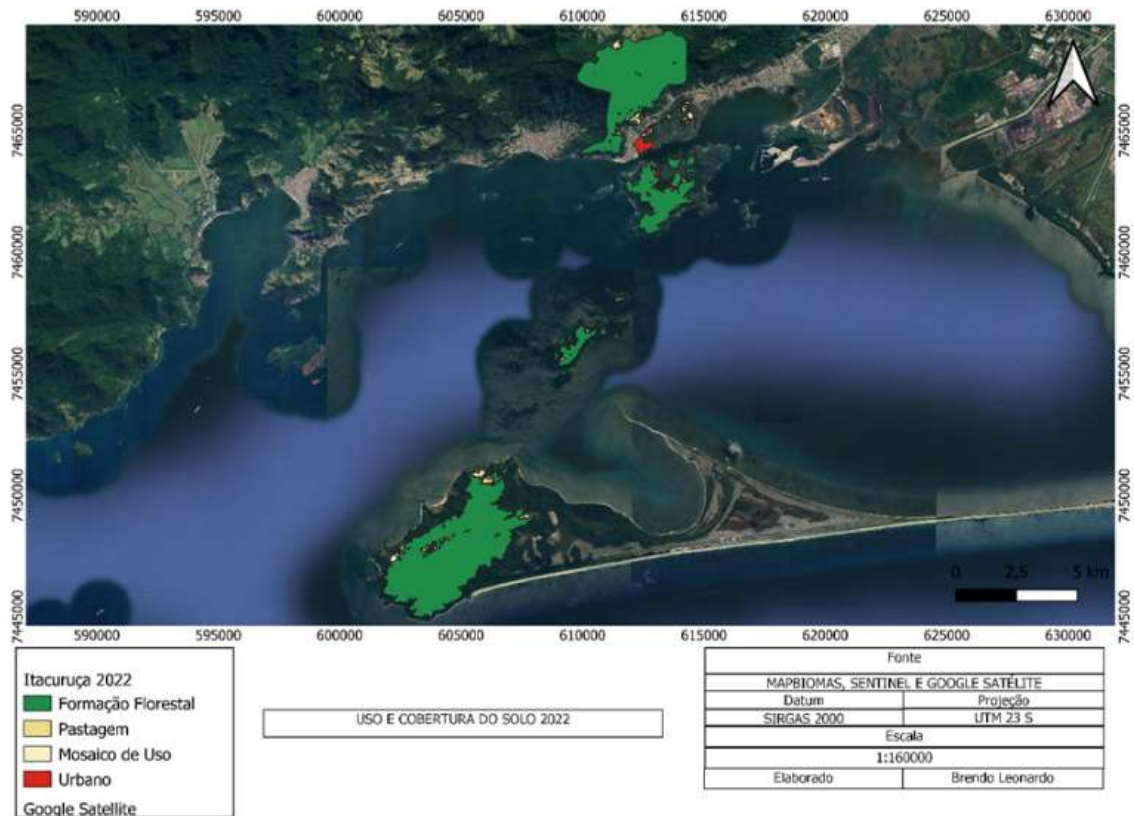 590000 595000 600000 605000 610000 615000 620000 625000 630000
7465000 7465000
7460000 7460000
7455000 7455000
7450000 7450000
7445000 7445000
0 2,5 5 km
590000 595000 600000 605000 610000 615000 620000 625000 630000
Itacuruça 2022
Formação Florestal
Pastagem
Mosaico de Uso
Urbano
Google Satellite
USO E COBERTURA DO SOLO 2022
Fonte
MAPBIOMAS, SENTINEL E GOOGLE SATÉLITE
Datum Projeção
SIRGAS 2000 UTM 23 S
Escala
1:160000
Elaborado Brendo Leonardo